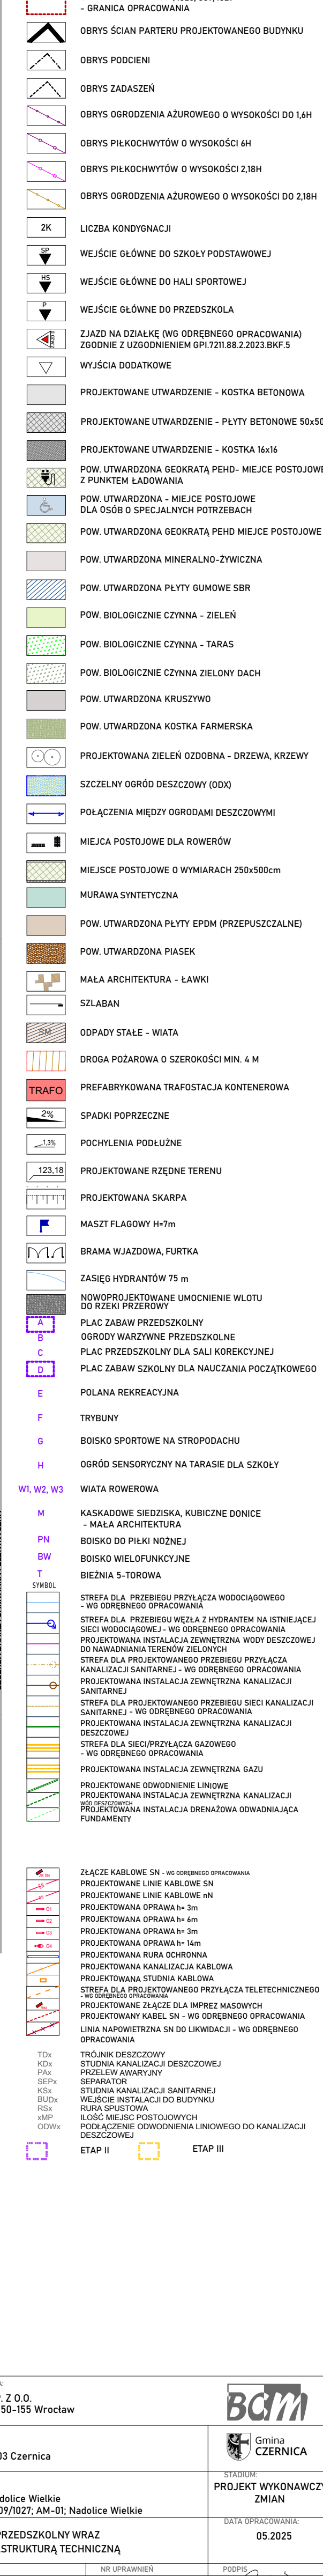 - GRANICA OPRACOWANIA
OBRYS ŚCIAN PARTERU PROJEKTOWANEGO BUDYNKU
OBRYS PODCIENI
OBRYS ZADASZEŃ
OBRYS OGRODZENIA AŻUROWEGO O WYSOKOŚCI DO 1,6H
OBRYS PIŁKOCHWYTÓW O WYSOKOŚCI 6H
OBRYS PIŁKOCHWYTÓW O WYSOKOŚCI 2,18H
OBRYS OGRODZENIA AŻUROWEGO O WYSOKOŚCI DO 2,18H
2K LICZBA KONDYGNACJI
SP WEJŚCIE GŁÓWNE DO SZKOŁY PODSTAWOWEJ
HS WEJŚCIE GŁÓWNE DO HALI SPORTOWEJ
P WEJŚCIE GŁÓWNE DO PRZEDSZKOLA
ZJAZD NA DZIAŁKĘ (WG ODRĘBNEGO OPRACOWANIA)
ZGODNIE Z UZGODNIENIEM GPI.7211.88.2.2023.BKF.5
WYJŚCIA DODATKOWE
PROJEKTOWANE UTWARDZENIE - KOSTKA BETONOWA
PROJEKTOWANE UTWARDZENIE - PŁYTY BETONOWE 50x50
PROJEKTOWANE UTWARDZENIE - KOSTKA 16x16
POW. UTWARDZONA GEOKRATĄ PEHD- MIEJCE POSTOJOWE
Z PUNKTEM ŁADOWANIA
POW. UTWARDZONA - MIEJCE POSTOJOWE
DLA OSÓB O SPECJALNYCH POTRZEBACH
POW. UTWARDZONA GEOKRATĄ PEHD MIEJCE POSTOJOWE
POW. UTWARDZONA MINERALNO-ŻYWICZNA
POW. UTWARDZONA PŁYTY GUMOWE SBR
POW. BIOLOGICZNIE CZYNNA - ZIELEŃ
POW. BIOLOGICZNIE CZYNNA - TARAS
POW. BIOLOGICZNIE CZYNNA ZIELONY DACH
POW. UTWARDZONA KRUSZYWO
POW. UTWARDZONA KOSTKA FARMERSKA
PROJEKTOWANA ZIELEŃ OZDOBNA - DRZEWA, KRZEWY
SZCZELNY OGRÓD DESZCZOWY (ODX)
POŁĄCZENIA MIĘDZY OGRODAMI DESZCZOWYMI
MIEJCA POSTOJOWE DLA ROWERÓW
MIEJSCE POSTOJOWE O WYMIARACH 250x500cm
MURAWA SYNTETYCZNA
POW. UTWARDZONA PŁYTY EPDM (PRZEPUSZCZALNE)
POW. UTWARDZONA PIASEK
MAŁA ARCHITEKTURA - ŁAWKI
SZLABAN
SM ODPADY STAŁE - WIATA
DROGA POŻAROWA O SZEROKOŚCI MIN. 4 M
TRAFO PREFABRYKOWANA TRAFOSTACJA KONTENEROWA
2% SPADKI POPRZECZNE
1,3% POCHYLENIA PODŁUŻNE
123,18 PROJEKTOWANE RZĘDNE TERENU
PROJEKTOWANA SKARPA
MASZT FLAGOWY H=7m
BRAMA WJAZDOWA, FURTKA
ZASIĘG HYDRANTÓW 75 m
NOWOPROJEKTOWANE UMOCNIENIE WLOTU
DO RZEKI PRZEROWY
A PLAC ZABAW PRZEDSZKOLNY
B OGRODY WARZYWNE PRZEDSZKOLNE
C PLAC PRZEDSZKOLNY DLA SALI KOREKCYJNEJ
D PLAC ZABAW SZKOLNY DLA NAUCZANIA POCZĄTKOWEGO
E POLANA REKREACYJNA
F TRYBUNY
G BOISKO SPORTOWE NA STROPODACHU
H OGRÓD SENSORYCZNY NA TARASIE DLA SZKOŁY
W1, W2, W3 WIATA ROWEROWA
M KASKADOWE SIEDZISKA, KUBICZNE DONICE
- MAŁA ARCHITEKTURA
PN BOISKO DO PIŁKI NOŻNEJ
BW BOISKO WIELOFUNKCYJNE
T BIEŻNIA 5-TOROWA
SYMBOL
STREFA DLA PRZEBIEGU PRZYŁĄCZA WODOCIĄGOWEGO
- WG ODRĘBNEGO OPRACOWANIA
STREFA DLA PRZEBIEGU WĘZŁA Z HYDRANTEM NA ISTNIEJĄCEJ
SIECI WODOCIĄGOWEJ - WG ODRĘBNEGO OPRACOWANIA
PROJEKTOWANA INSTALACJA ZEWNĘTRZNA WODY DESZCZOWEJ
DO NAWADNIANIA TERENÓW ZIELONYCH
STREFA DLA PROJEKTOWANEGO PRZEBIEGU PRZYŁĄCZA
KANALIZACJI SANITARNEJ - WG ODRĘBNEGO OPRACOWANIA
PROJEKTOWANA INSTALACJA ZEWNĘTRZNA KANALIZACJI
SANITARNEJ
STREFA DLA PROJEKTOWANEGO PRZEBIEGU SIECI KANALIZACJI
SANITARNEJ - WG ODRĘBNEGO OPRACOWANIA
PROJEKTOWANA INSTALACJA ZEWNĘTRZNA KANALIZACJI
DESZCZOWEJ
STREFA DLA SIECI/PRZYŁĄCZA GAZOWEGO
- WG ODRĘBNEGO OPRACOWANIA
PROJEKTOWANA INSTALACJA ZEWNĘTRZNA GAZU
PROJEKTOWANE ODWODNIENIE LINIOWE
PROJEKTOWANA INSTALACJA ZEWNĘTRZNA KANALIZACJI
WÓD DESZCZOWYCH
PROJEKTOWANA INSTALACJA DRENAŻOWA ODWADNIAJĄCA
FUNDAMENTY
ZŁĄCZE KABLOWE SN - WG ODRĘBNEGO OPRACOWANIA
PROJEKTOWANE LINIE KABLOWE SN
PROJEKTOWANE LINIE KABLOWE nN
O1 PROJEKTOWANA OPRAWA h= 3m
O2 PROJEKTOWANA OPRAWA h= 6m
O3 PROJEKTOWANA OPRAWA h= 3m
O4 PROJEKTOWANA OPRAWA h= 14m
PROJEKTOWANA RURA OCHRONNA
PROJEKTOWANA KANALIZACJA KABLOWA
PROJEKTOWANA STUDNIA KABLOWA
STREFA DLA PROJEKTOWANEGO PRZYŁĄCZA TELETECHNICZNEGO
- WG ODRĘBNEGO OPRACOWANIA
PROJEKTOWANE ZŁĄCZE DLA IMPREZ MASOWYCH
PROJEKTOWANY KABEL SN - WG ODRĘBNEGO OPRACOWANIA
LINIA NAPOWIETRZNA SN DO LIKWIDACJI - WG ODRĘBNEGO
OPRACOWANIA
TDx TRÓJNIK DESZCZOWY
KDx STUDNIA KANALIZACJI DESZCZOWEJ
PAx PRZELEW AWARYJNY
SEPx SEPARATOR
KSx STUDNIA KANALIZACJI SANITARNEJ
BUDx WEJŚCIE INSTALACJI DO BUDYNKU
RSx RURA SPUSTOWA
xMP ILOŚĆ MIEJSC POSTOJOWYCH
ODWx PODŁĄCZENIE ODWODNIENIA LINIOWEGO DO KANALIZACJI
DESZCZOWEJ
ETAP II ETAP III
. Z O.O.
50-155 Wrocław
bdm
03 Czernica
Gmina
CZERNICA
STADIUM:
PROJEKT WYKONAWCZY
ZMIAN
dolice Wielkie
09/1027; AM-01; Nadolice Wielkie
DATA OPRACOWANIA:
05.2025
PRZEDSZKOLNY WRAZ
STRUKTURĄ TECHNICZNĄ
NR UPRAWNIEŃ PODPIS